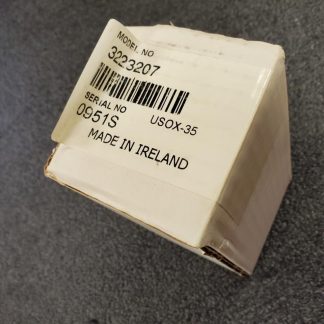 MODEL NO
3223207
SERIAL NO
0951S
USOX-35
MADE IN IRELAND